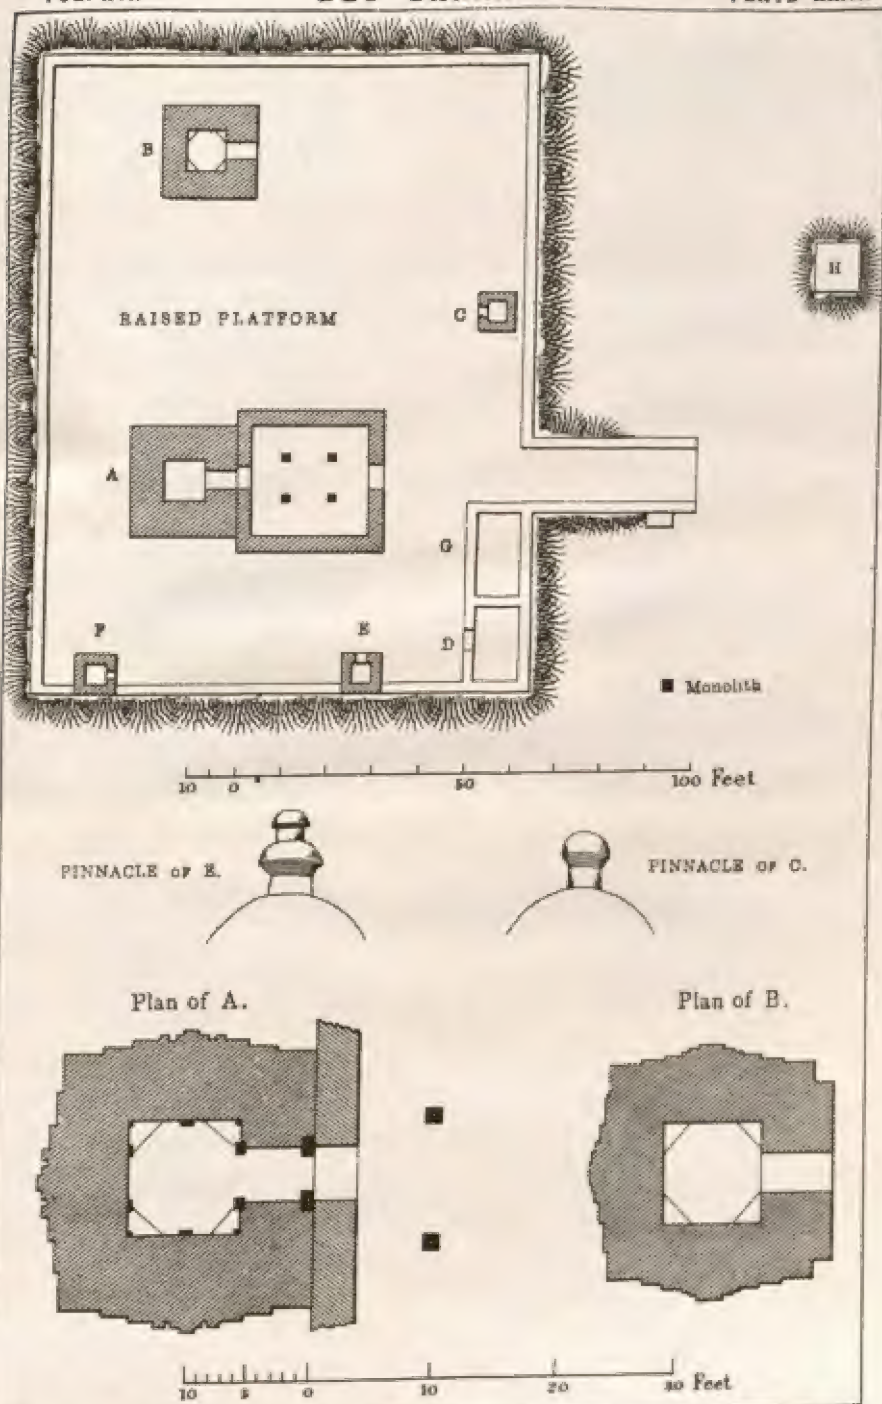 B
H
RAISED PLATFORM
C
A
G
F
E
D
Monolith
10 0 50 100 Feet
PINNACLE OF E.
PINNACLE OF C.
Plan of A.
Plan of B.
10 5 0 10 20 30 Feet